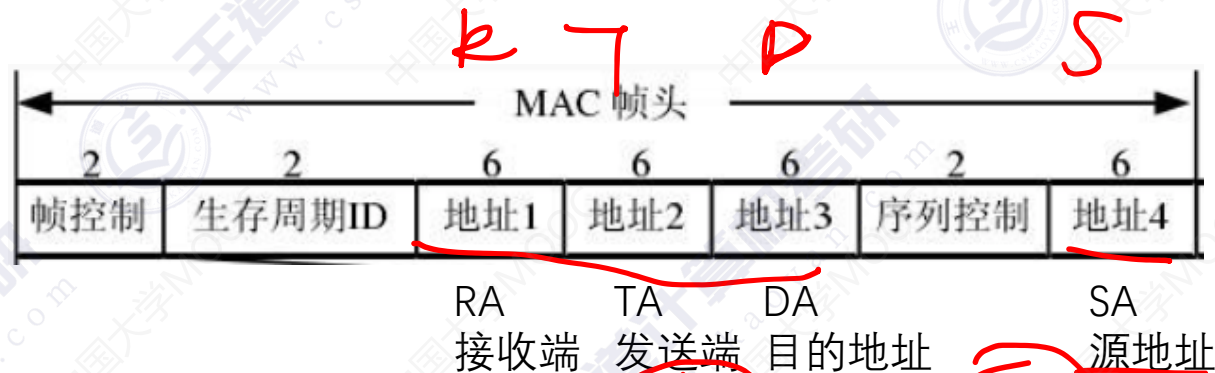 R T D S
MAC 帧头
2 2 6 6 6 2 6
帧控制 生存周期ID 地址1 地址2 地址3 序列控制 地址4
RA TA DA SA
接收端 发送端 目的地址 源地址